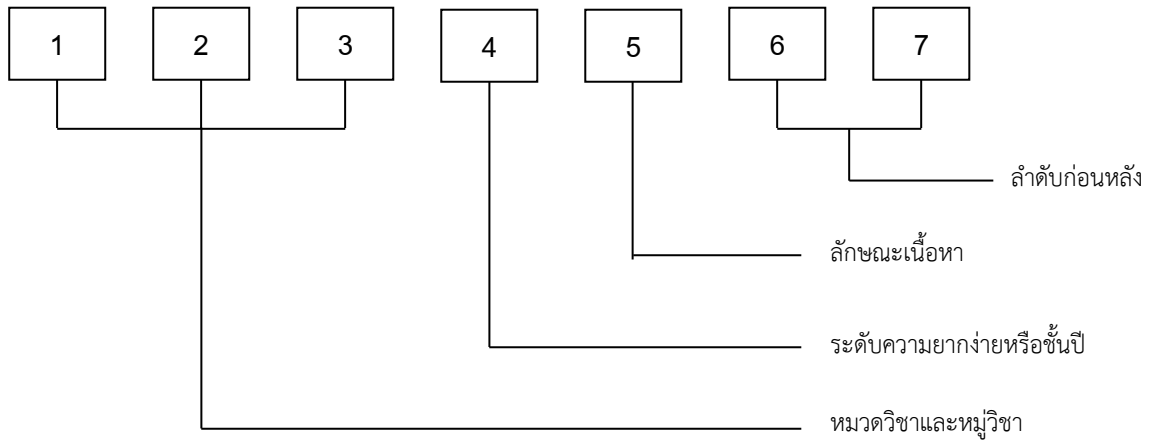 1 2 3 4 5 6 7
ลำดับก่อนหลัง
ลักษณะเนื้อหา
ระดับความยากง่ายหรือชั้นปี
หมวดวิชาและหมู่วิชา